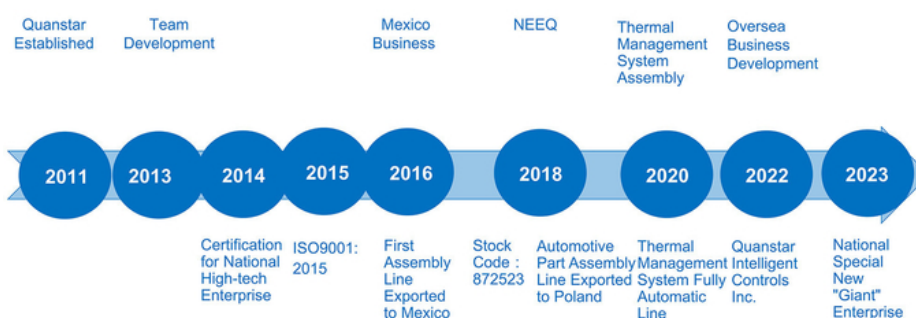 Quanstar
Established
Team
Development
Mexico
Business
NEEQ
Thermal
Management
System
Assembly
Oversea
Business
Development
2011
2013
2014
2015
2016
2018
2020
2022
2023
Certification
for National
High-tech
Enterprise
ISO9001:
2015
First
Assembly
Line
Exported
to Mexico
Stock
Code :
872523
Automotive
Part Assembly
Line Exported
to Poland
Thermal
Management
System Fully
Automatic
Line
Quanstar
Intelligent
Controls
Inc.
National
Special
New
"Giant"
Enterprise